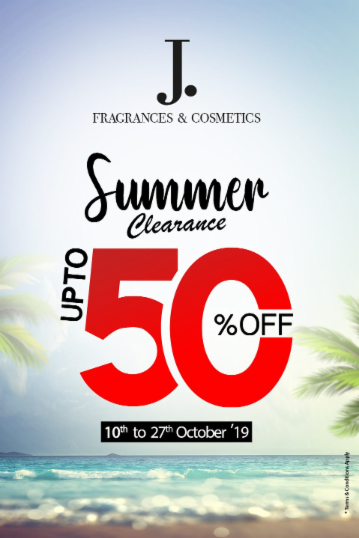 J.
FRAGRANCES & COSMETICS
Summer
Clearance
UPTO
50
%OFF
10th to 27th October '19
* Terms & Conditions Apply